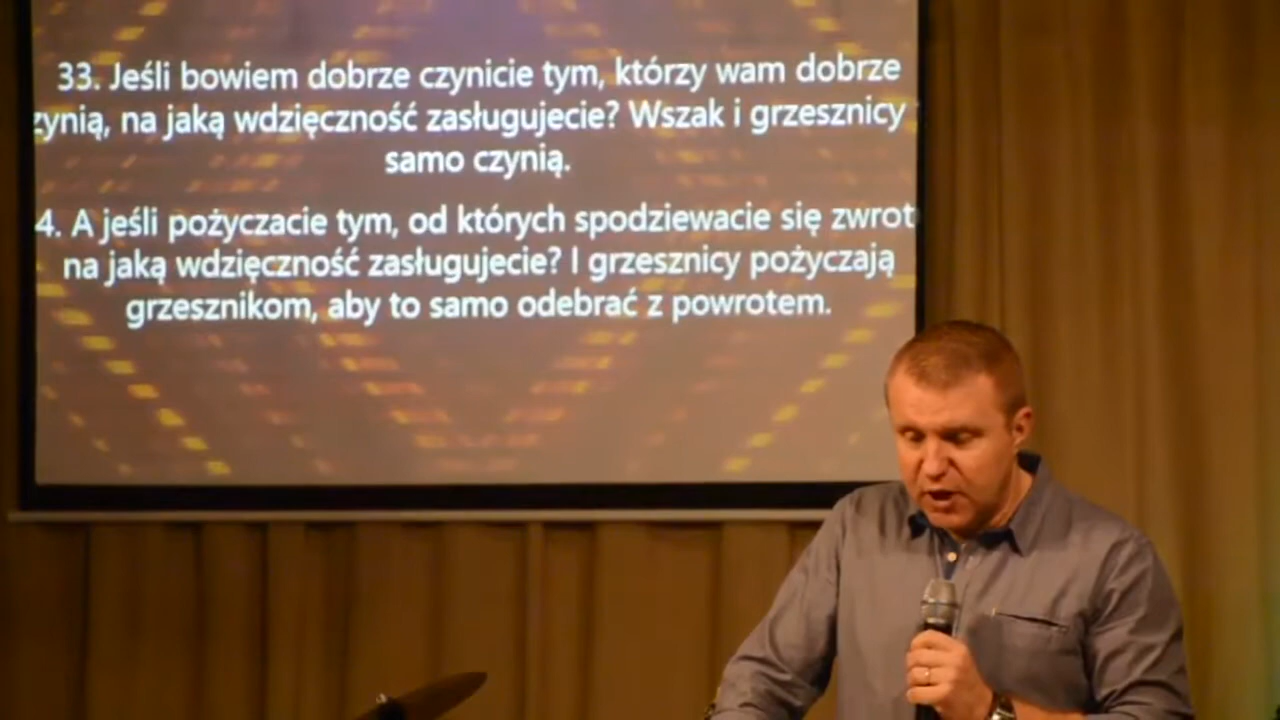 33. Jeśli bowiem dobrze czynicie tym, którzy wam dobrze
zynią, na jaką wdzięczność zasługujecie? Wszak i grzesznicy
samo czynią.
4. A jeśli pożyczacie tym, od których spodziewacie się zwrot
na jaką wdzięczność zasługujecie? I grzesznicy pożyczają
grzesznikom, aby to samo odebrać z powrotem.